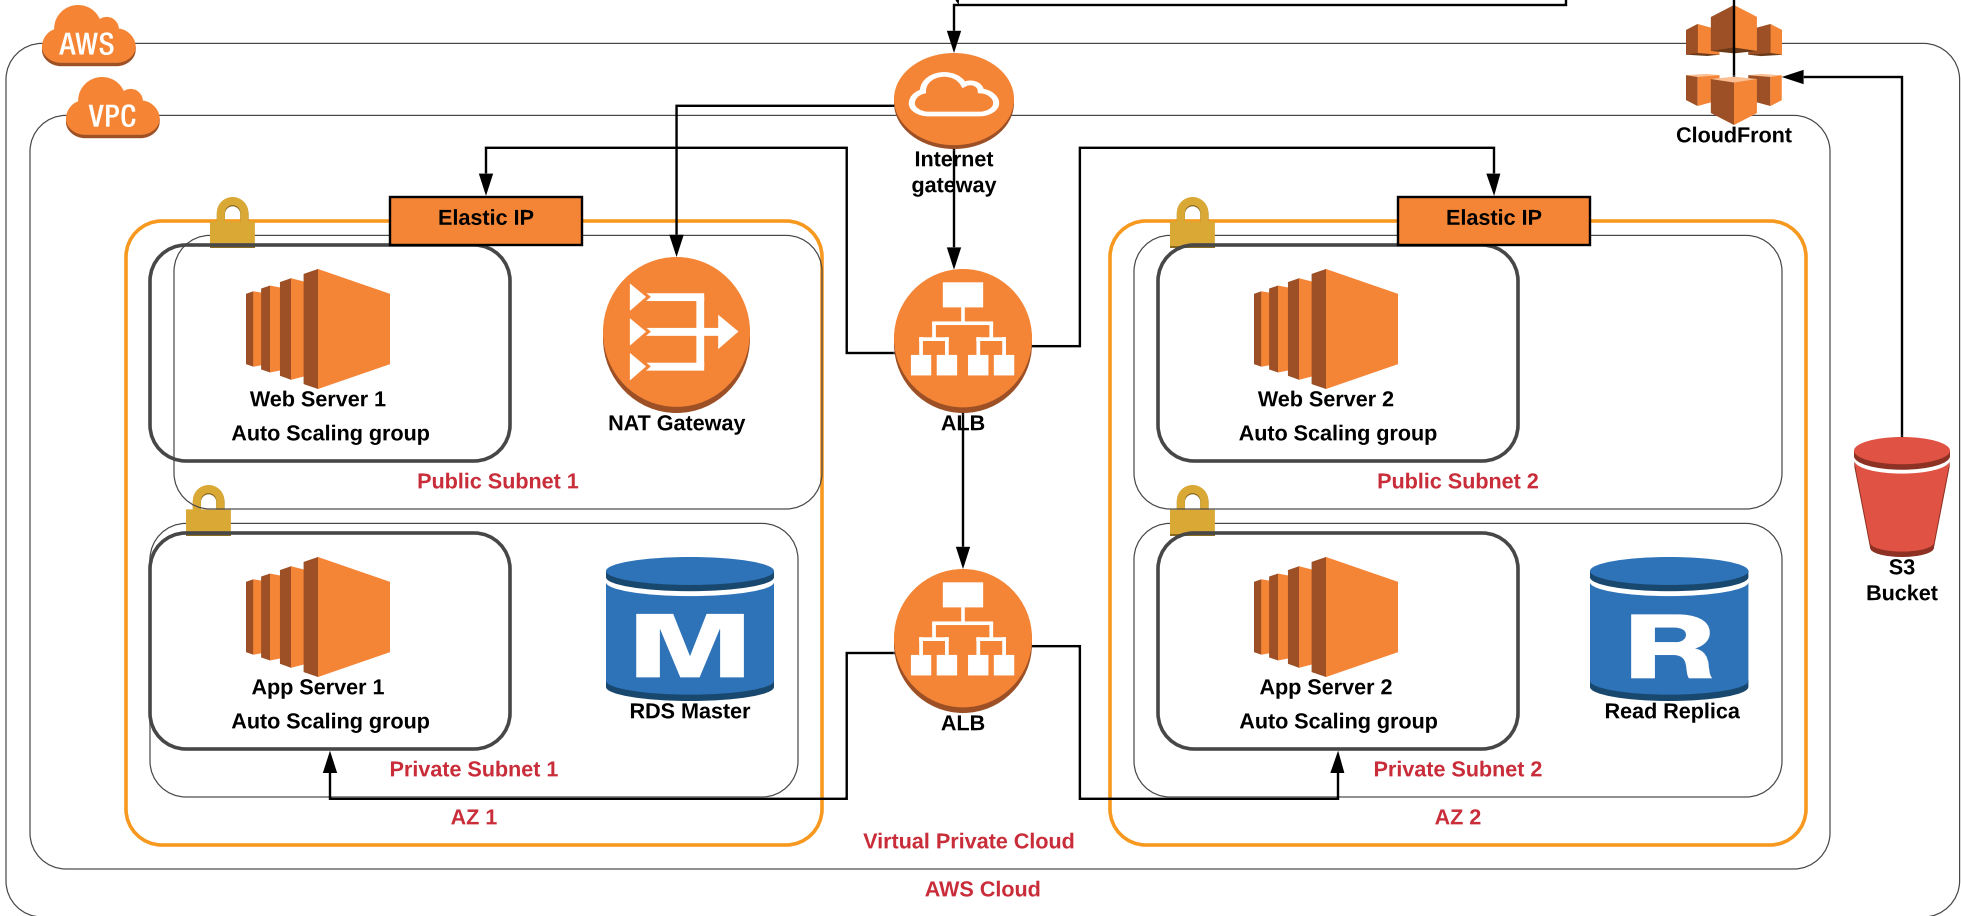 AWS
VPC
CloudFront
Internet
gateway
Elastic IP
Elastic IP
Web Server 1
Auto Scaling group
NAT Gateway
ALB
Web Server 2
Auto Scaling group
Public Subnet 1
Public Subnet 2
S3
Bucket
M
R
App Server 1
Auto Scaling group
RDS Master
ALB
App Server 2
Auto Scaling group
Read Replica
Private Subnet 1
Private Subnet 2
AZ 1
AZ 2
Virtual Private Cloud
AWS Cloud